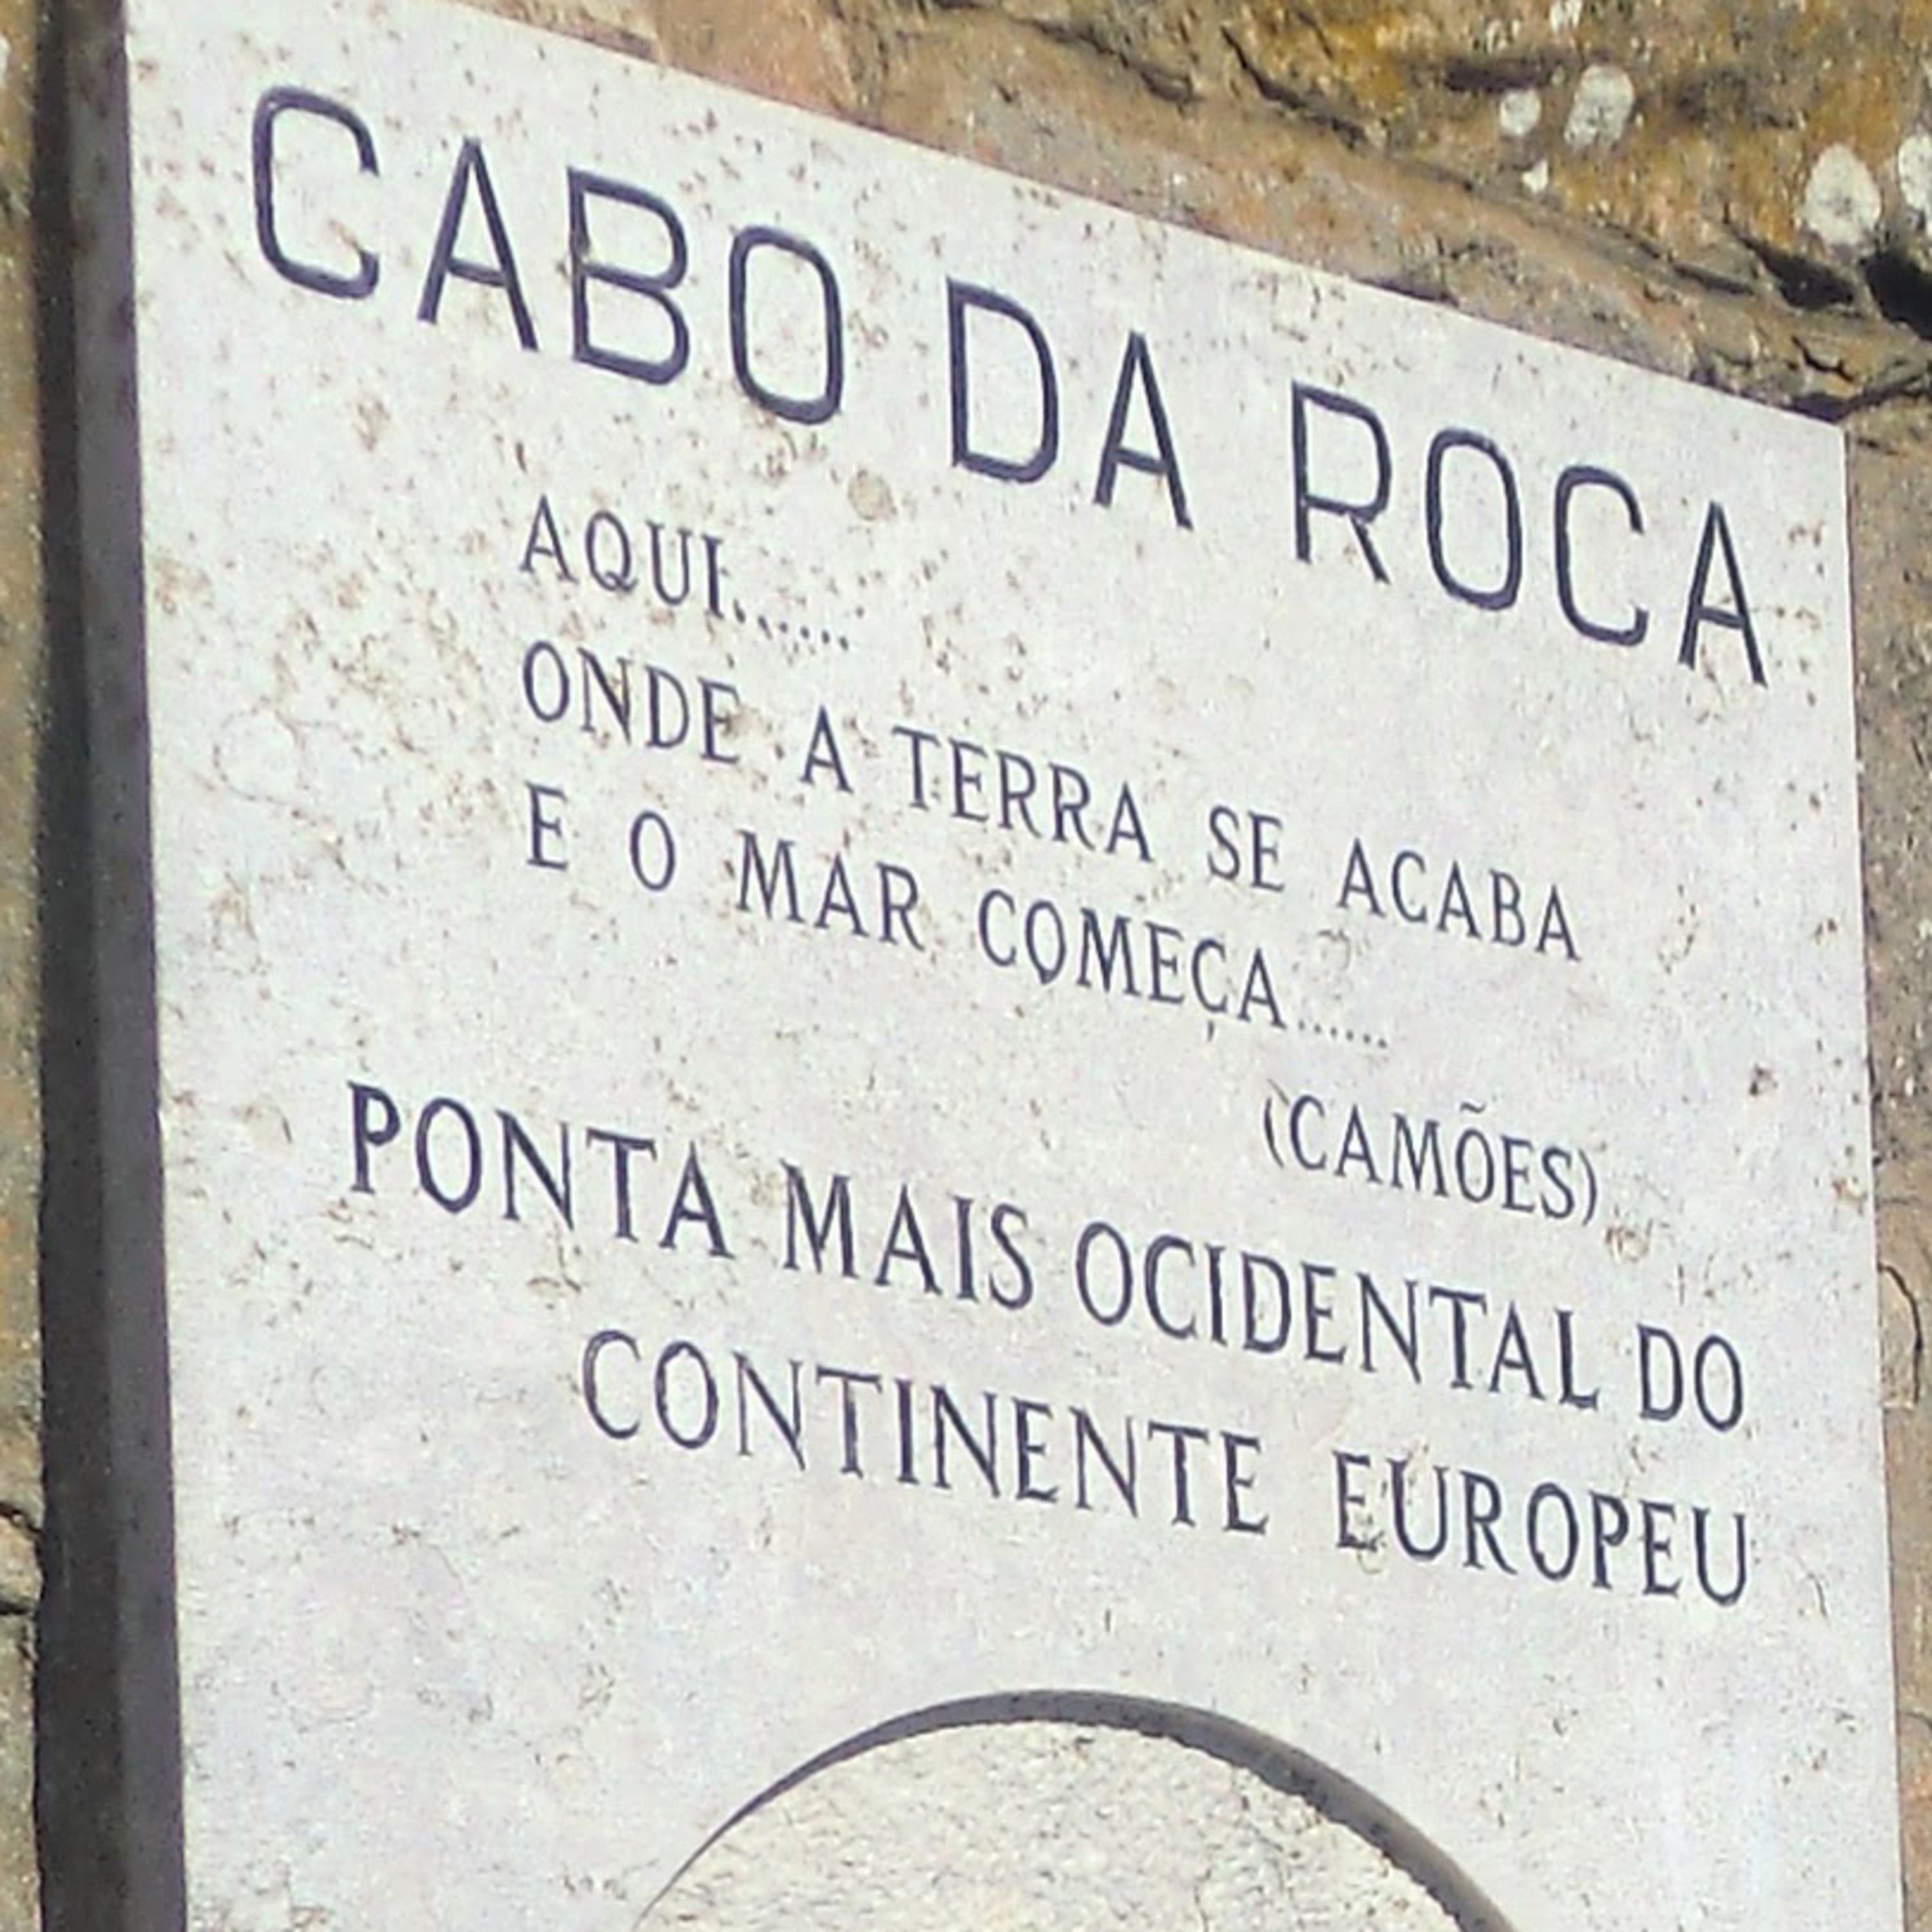 CABO DA ROCA
AQUI......
ONDE A TERRA SE ACABA
E O MAR COMEÇA......
(CAMÕES)
PONTA MAIS OCIDENTAL DO
CONTINENTE EUROPEU